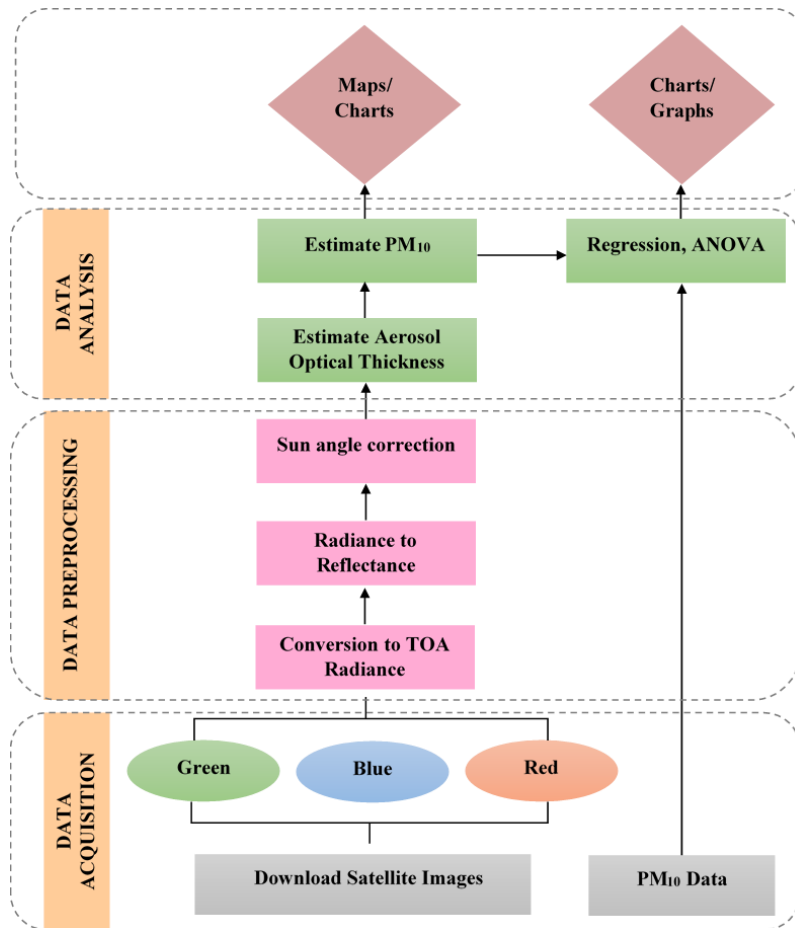 Maps/
Charts
Charts/
Graphs
DATA
ANALYSIS
Estimate PM₁₀
Regression, ANOVA
Estimate Aerosol
Optical Thickness
DATA PREPROCESSING
Sun angle correction
Radiance to
Reflectance
Conversion to TOA
Radiance
DATA
ACQUISITION
Green
Blue
Red
Download Satellite Images
PM₁₀ Data